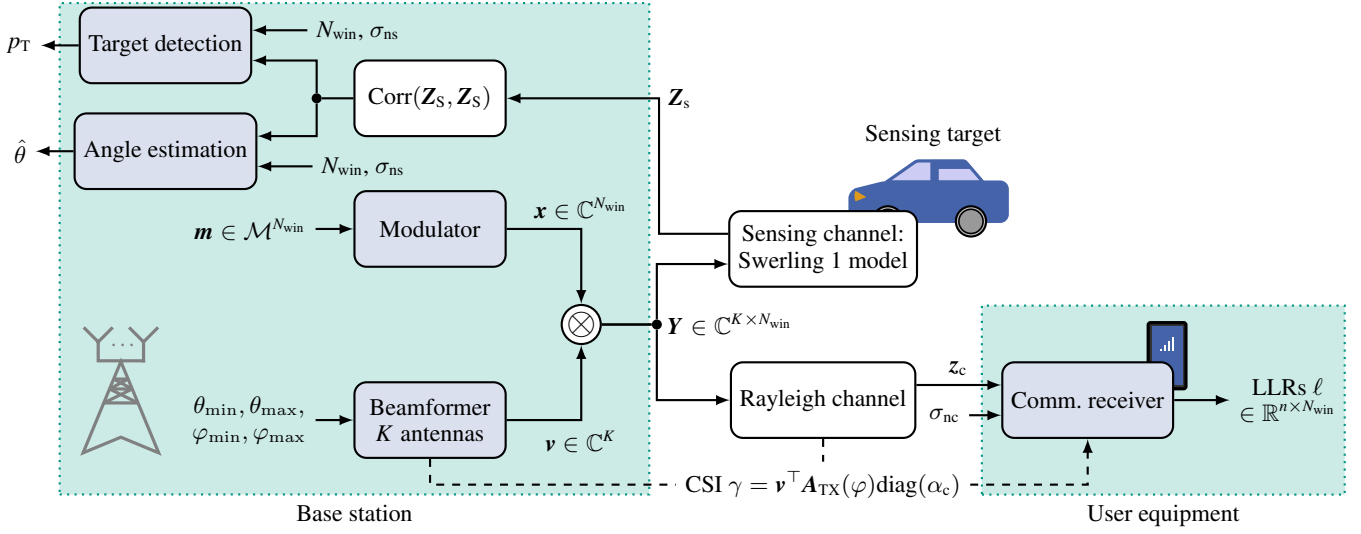 p_T
Target detection
N_win, σ_ns
Corr(Z_S, Z_S)
Z_s
Sensing target
θ̂
Angle estimation
N_win, σ_ns
m ∈ ℳ^{N_win}
Modulator
x ∈ ℂ^{N_win}
Sensing channel:
Swerling 1 model
⊗
Y ∈ ℂ^{K×N_win}
...
θ_min, θ_max,
φ_min, φ_max
Beamformer
K antennas
v ∈ ℂ^K
Rayleigh channel
z_c
σ_nc
Comm. receiver
LLRs ℓ
∈ ℝ^{n×N_win}
CSI γ = v^⊤ A_TX(φ)diag(α_c)
Base station
User equipment